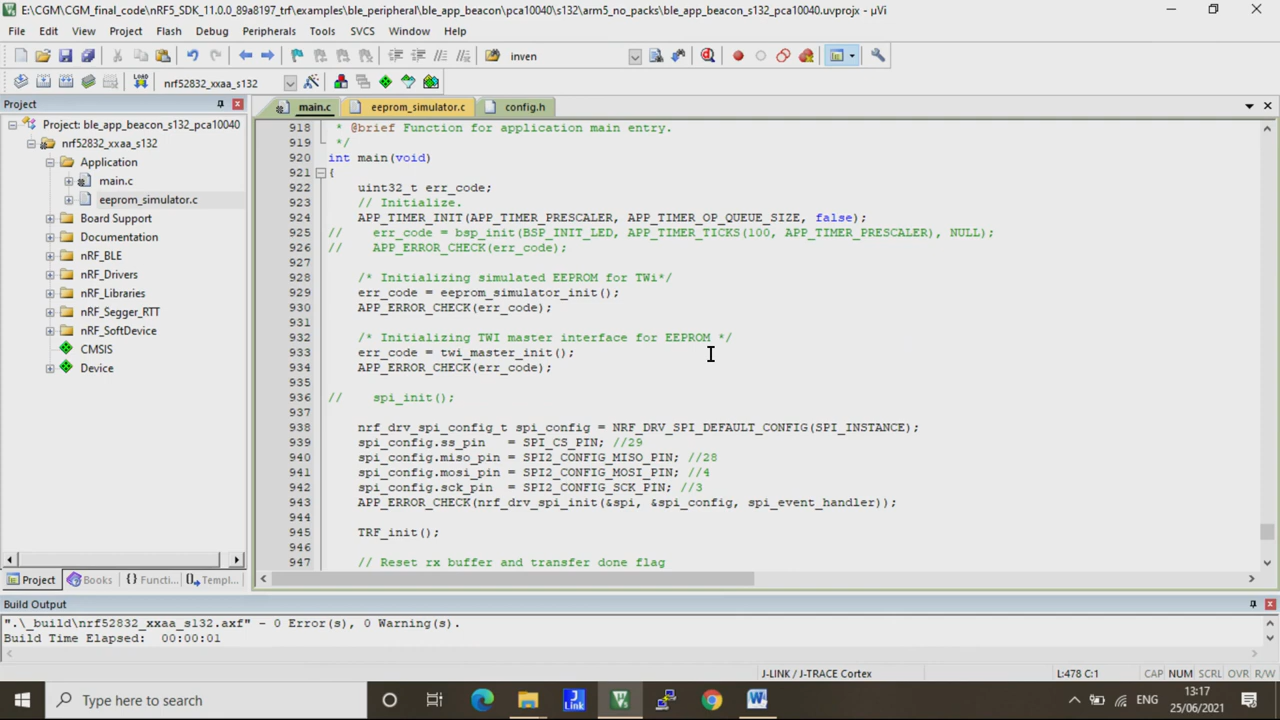 E:\CGM\CGM_final_code\nRF5_SDK_11.0.0_89a8197_trf\examples\ble_peripheral\ble_app_beacon\pca10040\s132\arm5_no_packs\ble_app_beacon_s132_pca10040.uvprojx - µVi
File Edit View Project Flash Debug Peripherals Tools SVCS Window Help
inven
LOAD nrf52832_xxaa_s132
Project
main.c eeprom_simulator.c config.h
Project: ble_app_beacon_s132_pca10040
nrf52832_xxaa_s132
Application
main.c
eeprom_simulator.c
Board Support
Documentation
nRF_BLE
nRF_Drivers
nRF_Libraries
nRF_Segger_RTT
nRF_SoftDevice
CMSIS
Device
918 * @brief Function for application main entry.
919 */
920 int main(void)
921 {
922 uint32_t err_code;
923 // Initialize.
924 APP_TIMER_INIT(APP_TIMER_PRESCALER, APP_TIMER_OP_QUEUE_SIZE, false);
925 // err_code = bsp_init(BSP_INIT_LED, APP_TIMER_TICKS(100, APP_TIMER_PRESCALER), NULL);
926 // APP_ERROR_CHECK(err_code);
927
928 /* Initializing simulated EEPROM for TWi*/
929 err_code = eeprom_simulator_init();
930 APP_ERROR_CHECK(err_code);
931
932 /* Initializing TWI master interface for EEPROM */
933 err_code = twi_master_init();
934 APP_ERROR_CHECK(err_code);
935
936 // spi_init();
937
938 nrf_drv_spi_config_t spi_config = NRF_DRV_SPI_DEFAULT_CONFIG(SPI_INSTANCE);
939 spi_config.ss_pin = SPI_CS_PIN; //29
940 spi_config.miso_pin = SPI2_CONFIG_MISO_PIN; //28
941 spi_config.mosi_pin = SPI2_CONFIG_MOSI_PIN; //4
942 spi_config.sck_pin = SPI2_CONFIG_SCK_PIN; //3
943 APP_ERROR_CHECK(nrf_drv_spi_init(&spi, &spi_config, spi_event_handler));
944
945 TRF_init();
946
947 // Reset rx buffer and transfer done flag
Project Books {} Functi... Templ...
Build Output
".\_build\nrf52832_xxaa_s132.axf" - 0 Error(s), 0 Warning(s).
Build Time Elapsed: 00:00:01
J-LINK / J-TRACE Cortex L:478 C:1 CAP NUM SCRL OVR R/W
Type here to search
J Link
ENG
13:17
25/06/2021